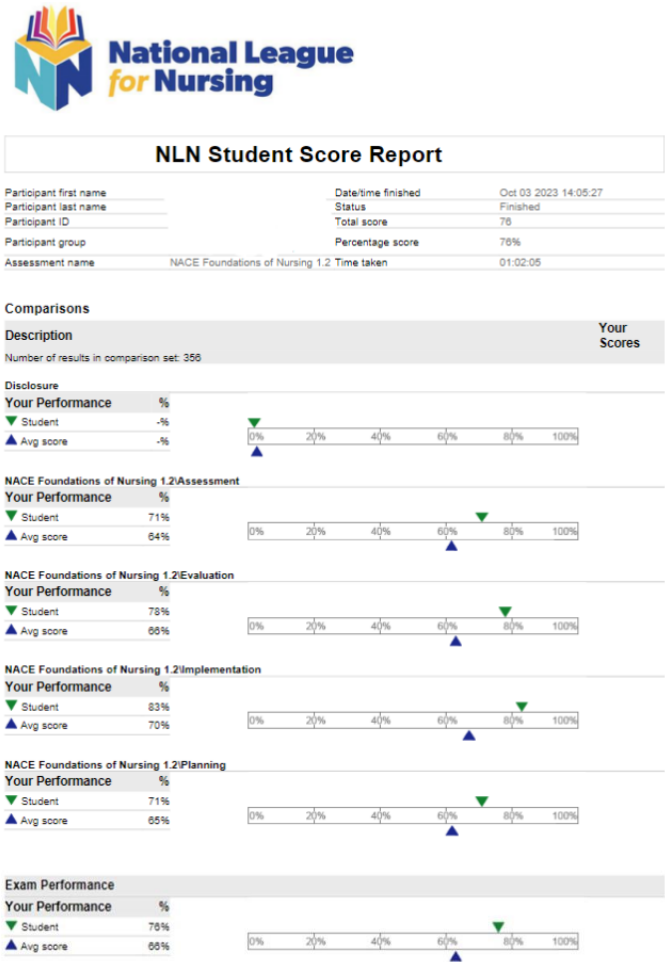 National League
for Nursing
NLN Student Score Report
Participant first name Date/time finished Oct 03 2023 14:05:27
Participant last name Status Finished
Participant ID Total score 76
Participant group Percentage score 76%
Assessment name NACE Foundations of Nursing 1.2 Time taken 01:02:05
Comparisons
Description Your Scores
Number of results in comparison set: 356
Disclosure
Your Performance %
Student -%
Avg score -%
0% 20% 40% 60% 80% 100%
NACE Foundations of Nursing 1.2\Assessment
Your Performance %
Student 71%
Avg score 64%
0% 20% 40% 60% 80% 100%
NACE Foundations of Nursing 1.2\Evaluation
Your Performance %
Student 78%
Avg score 66%
0% 20% 40% 60% 80% 100%
NACE Foundations of Nursing 1.2\Implementation
Your Performance %
Student 83%
Avg score 70%
0% 20% 40% 60% 80% 100%
NACE Foundations of Nursing 1.2\Planning
Your Performance %
Student 71%
Avg score 65%
0% 20% 40% 60% 80% 100%
Exam Performance
Your Performance %
Student 76%
Avg score 66%
0% 20% 40% 60% 80% 100%